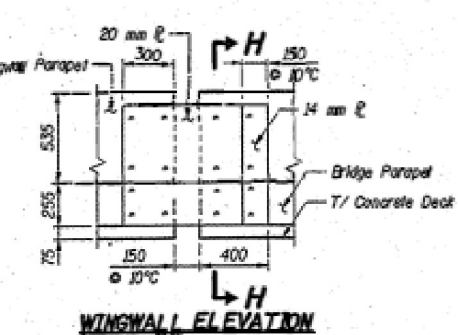 20 mm ℄
H
300
150
@ 10°C
Parapet
14 mm ℄
535
Bridge Parapet
255
T/ Concrete Deck
75
150
400
@ 10°C
H
WINGWALL ELEVATION